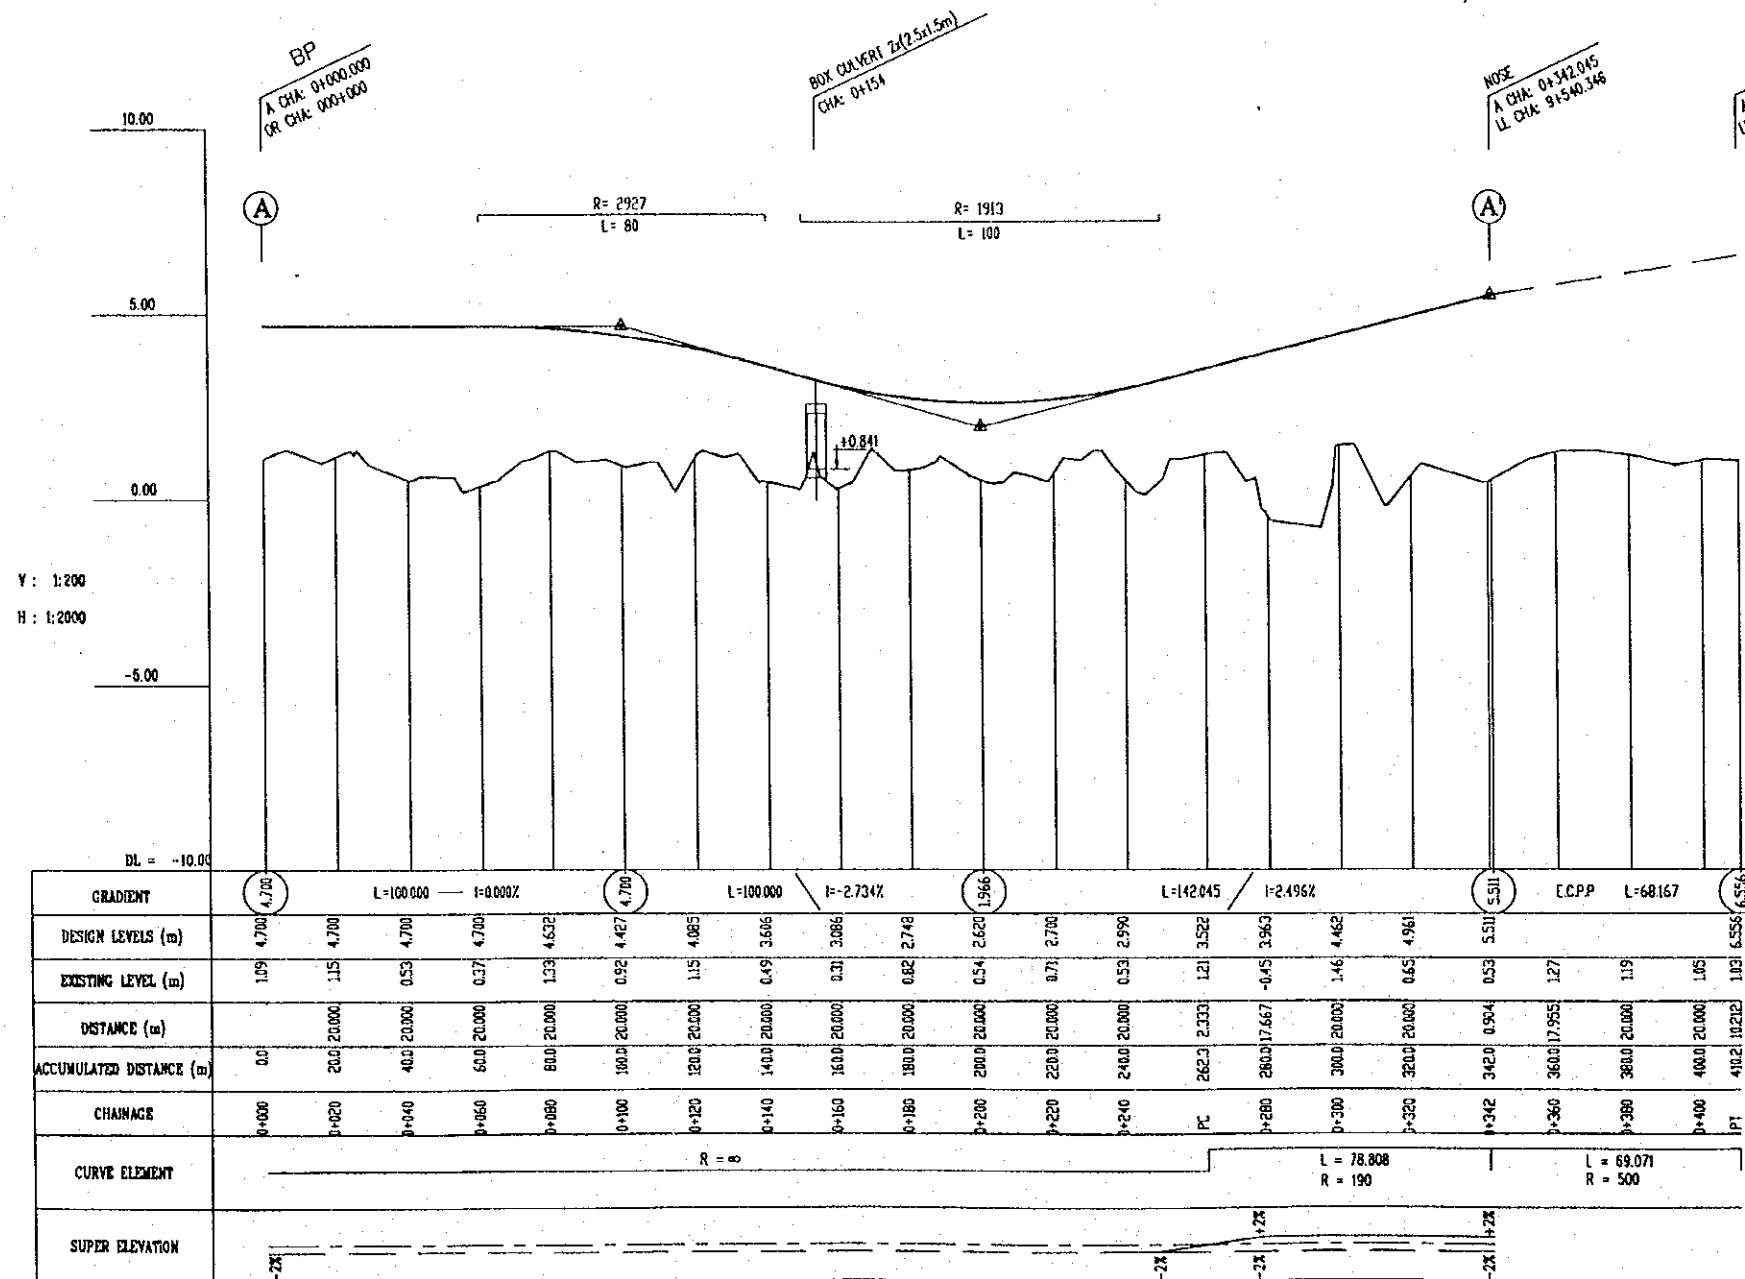 BP
A CHA: 0+000.000
OR CHA: 000+000
BOX CULVERT 2x(2.5x1.5m)
CHA: 0+154
NOSE
A CHA: 0+342.045
LL CHA: 9+540.346
10.00
A
R= 2927
L= 80
R= 1913
L= 100
A'
5.00
+0.841
0.00
V : 1:200
H : 1:2000
-5.00
DL = -10.00
GRADIENT 4.700 L=100.000 I=0.000% 4.700 L=100.000 I=-2.734% 1.966 L=142.045 I=2.496% 5.511 E.C.P.P L=68.167 6.556
DESIGN LEVELS (m) 4.700 4.700 4.700 4.700 4.632 4.427 4.085 3.606 3.086 2.748 2.620 2.700 2.990 3.522 3.963 4.462 4.961 5.511 6.556
EXISTING LEVEL (m) 1.09 1.15 0.53 0.37 1.33 0.92 1.15 0.49 0.31 0.82 0.54 0.71 0.53 1.21 -0.45 1.46 0.65 0.53 1.27 1.19 1.05 1.03
DISTANCE (m) 20.000 20.000 20.000 20.000 20.000 20.000 20.000 20.000 20.000 20.000 20.000 20.000 2.333 17.667 20.000 20.000 0.904 17.955 20.000 20.000 10.212
ACCUMULATED DISTANCE (m) 0.0 20.0 40.0 60.0 80.0 100.0 120.0 140.0 160.0 180.0 200.0 220.0 240.0 262.3 280.0 300.0 320.0 342.0 360.0 380.0 400.0 410.2
CHAINAGE 0+000 0+020 0+040 0+060 0+080 0+100 0+120 0+140 0+160 0+180 0+200 0+220 0+240 PC 0+280 0+300 0+320 0+342 0+360 0+380 0+400 PT
CURVE ELEMENT R = ∞ L = 78.808 L = 69.071
R = 190 R = 500
SUPER ELEVATION -2% -2% +2% -2% +2% -2%